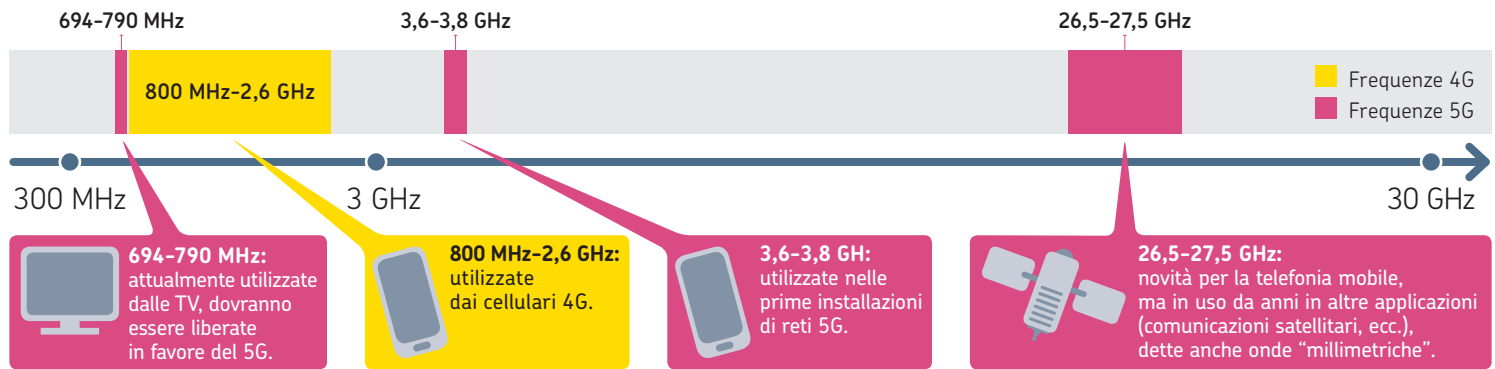 694-790 MHz
3,6-3,8 GHz
26,5-27,5 GHz
800 MHz-2,6 GHz
Frequenze 4G
Frequenze 5G
300 MHz
3 GHz
30 GHz
694-790 MHz:
attualmente utilizzate
dalle TV, dovranno
essere liberate
in favore del 5G.
800 MHz-2,6 GHz:
utilizzate
dai cellulari 4G.
3,6-3,8 GH:
utilizzate nelle
prime installazioni
di reti 5G.
26,5-27,5 GHz:
novità per la telefonia mobile,
ma in uso da anni in altre applicazioni
(comunicazioni satellitari, ecc.),
dette anche onde “millimetriche”.